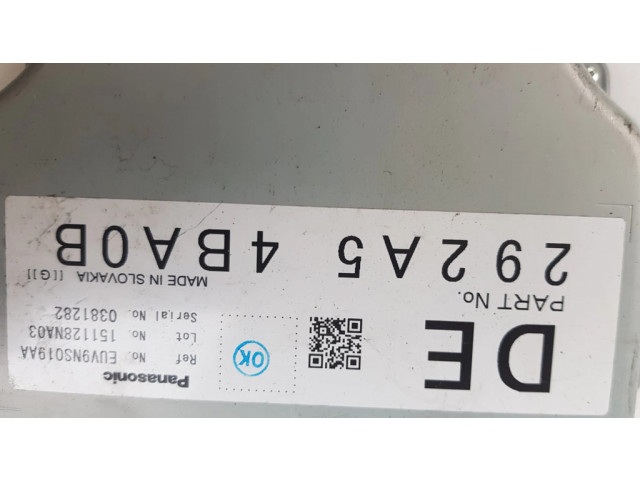 DE
Panasonic
Ref No. EUV9NS019AA
Lot No. 151128NA03
Serial No. 0381282
OK
PART No.
292A5 4BA0B
MADE IN SLOVAKIA [[G]]